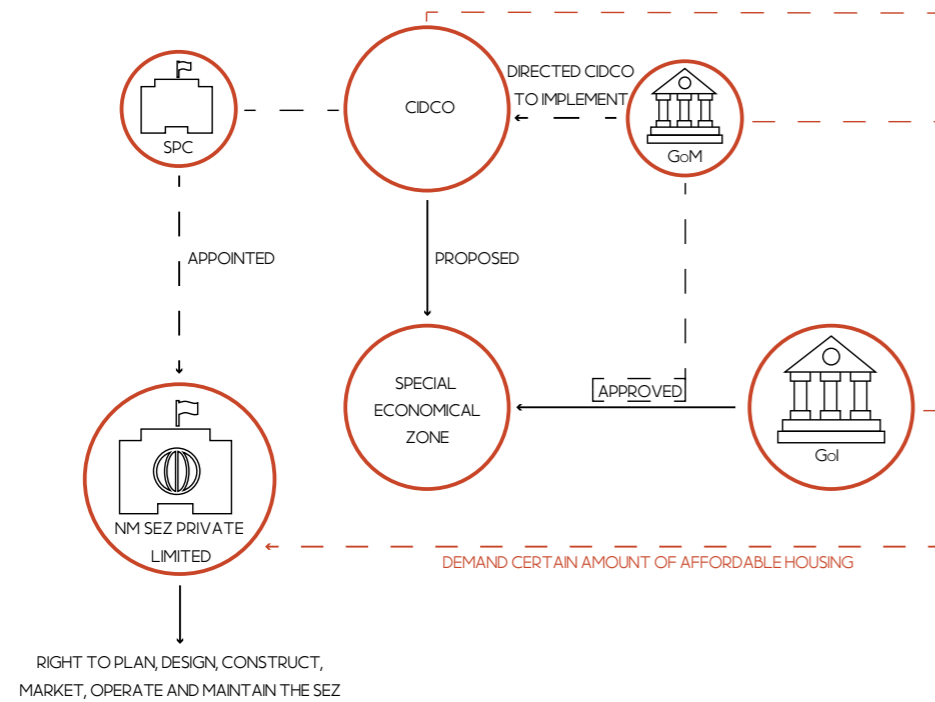 DIRECTED CIDCO
TO IMPLEMENT
CIDCO
SPC
GoM
APPOINTED
PROPOSED
SPECIAL
ECONOMICAL
ZONE
APPROVED
GoI
NM SEZ PRIVATE
LIMITED
DEMAND CERTAIN AMOUNT OF AFFORDABLE HOUSING
RIGHT TO PLAN, DESIGN, CONSTRUCT,
MARKET, OPERATE AND MAINTAIN THE SEZ